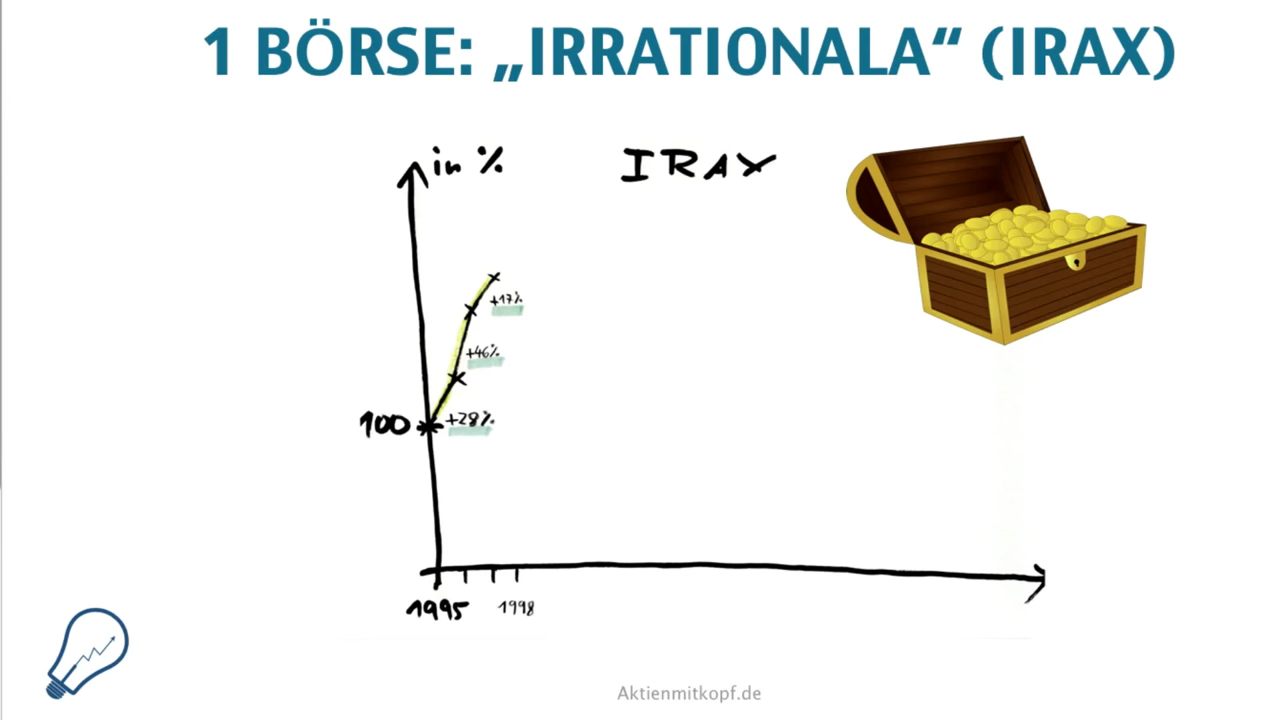 1 BÖRSE: „IRRATIONALA“ (IRAX)
in %
IRAX
+17%
+46%
100
+28%
1995
1998
Aktienmitkopf.de